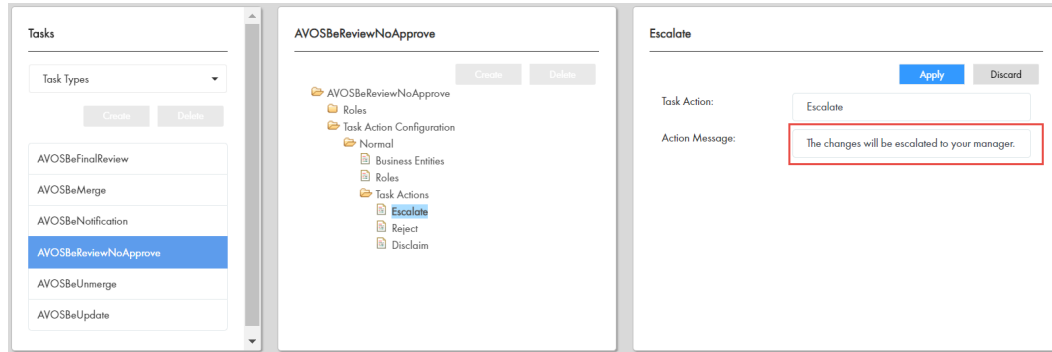 Tasks
Task Types
Create Delete
AVOSBeFinalReview
AVOSBeMerge
AVOSBeNotification
AVOSBeReviewNoApprove
AVOSBeUnmerge
AVOSBeUpdate
AVOSBeReviewNoApprove
Create Delete
AVOSBeReviewNoApprove
Roles
Task Action Configuration
Normal
Business Entities
Roles
Task Actions
Escalate
Reject
Disclaim
Escalate
Apply Discard
Task Action: Escalate
Action Message: The changes will be escalated to your manager.